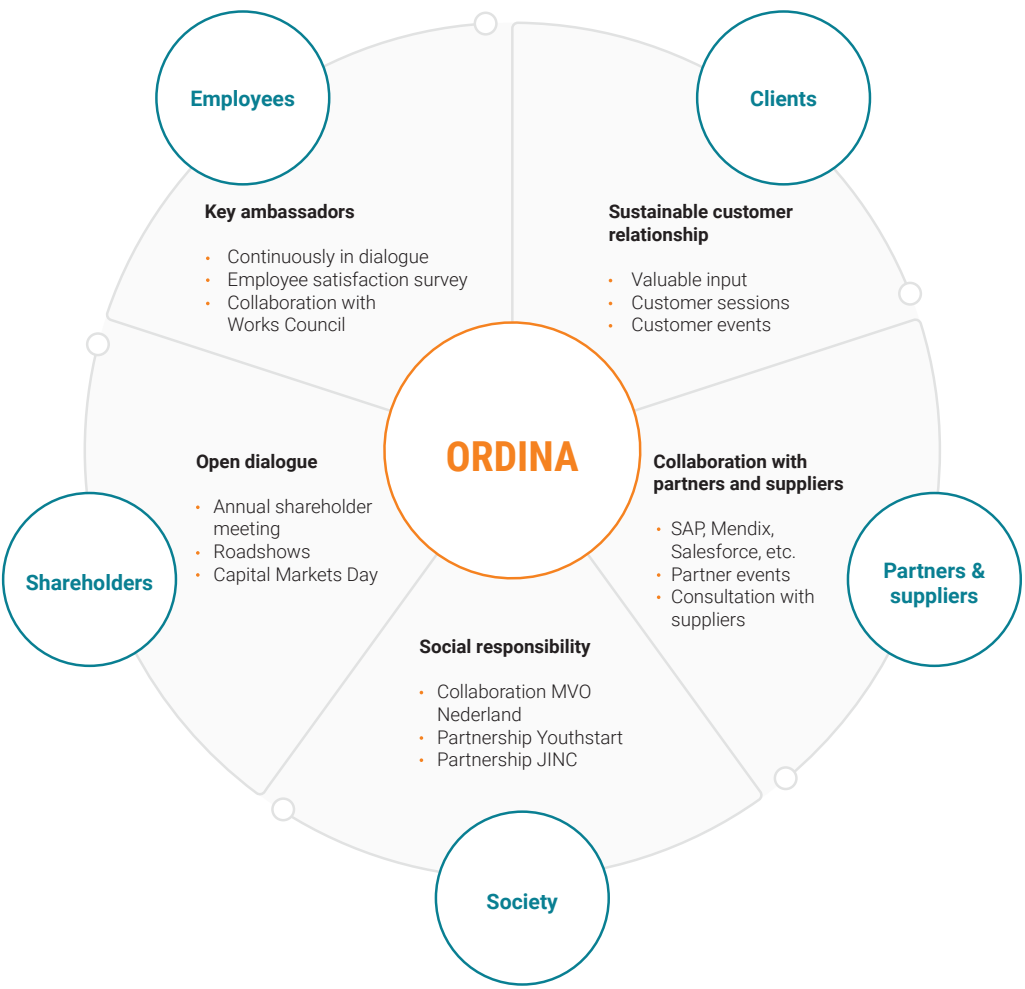 Employees
Key ambassadors
• Continuously in dialogue
• Employee satisfaction survey
• Collaboration with
Works Council
Clients
Sustainable customer
relationship
• Valuable input
• Customer sessions
• Customer events
ORDINA
Shareholders
Open dialogue
• Annual shareholder
meeting
• Roadshows
• Capital Markets Day
Partners &
suppliers
Collaboration with
partners and suppliers
• SAP, Mendix,
Salesforce, etc.
• Partner events
• Consultation with
suppliers
Social responsibility
• Collaboration MVO
Nederland
• Partnership Youthstart
• Partnership JINC
Society